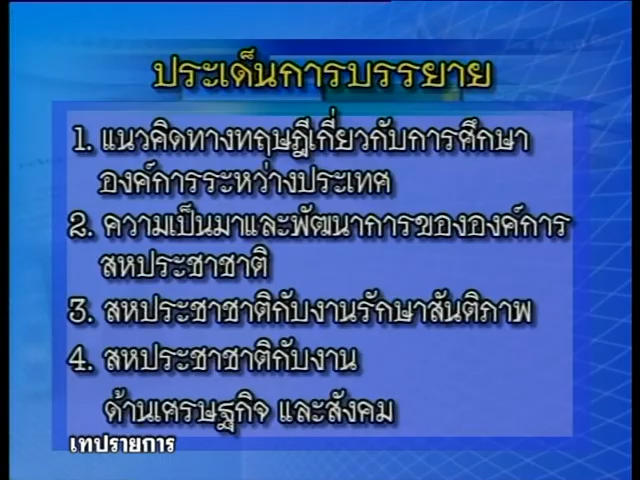 ประเด็นการบรรยาย
1. แนวคิดทางทฤษฎีเกี่ยวกับการศึกษา
องค์การระหว่างประเทศ
2. ความเป็นมาและพัฒนาการขององค์การ
สหประชาชาติ
3. สหประชาชาติกับงานรักษาสันติภาพ
4. สหประชาชาติกับงาน
ด้านเศรษฐกิจ และสังคม
เทปรายการ